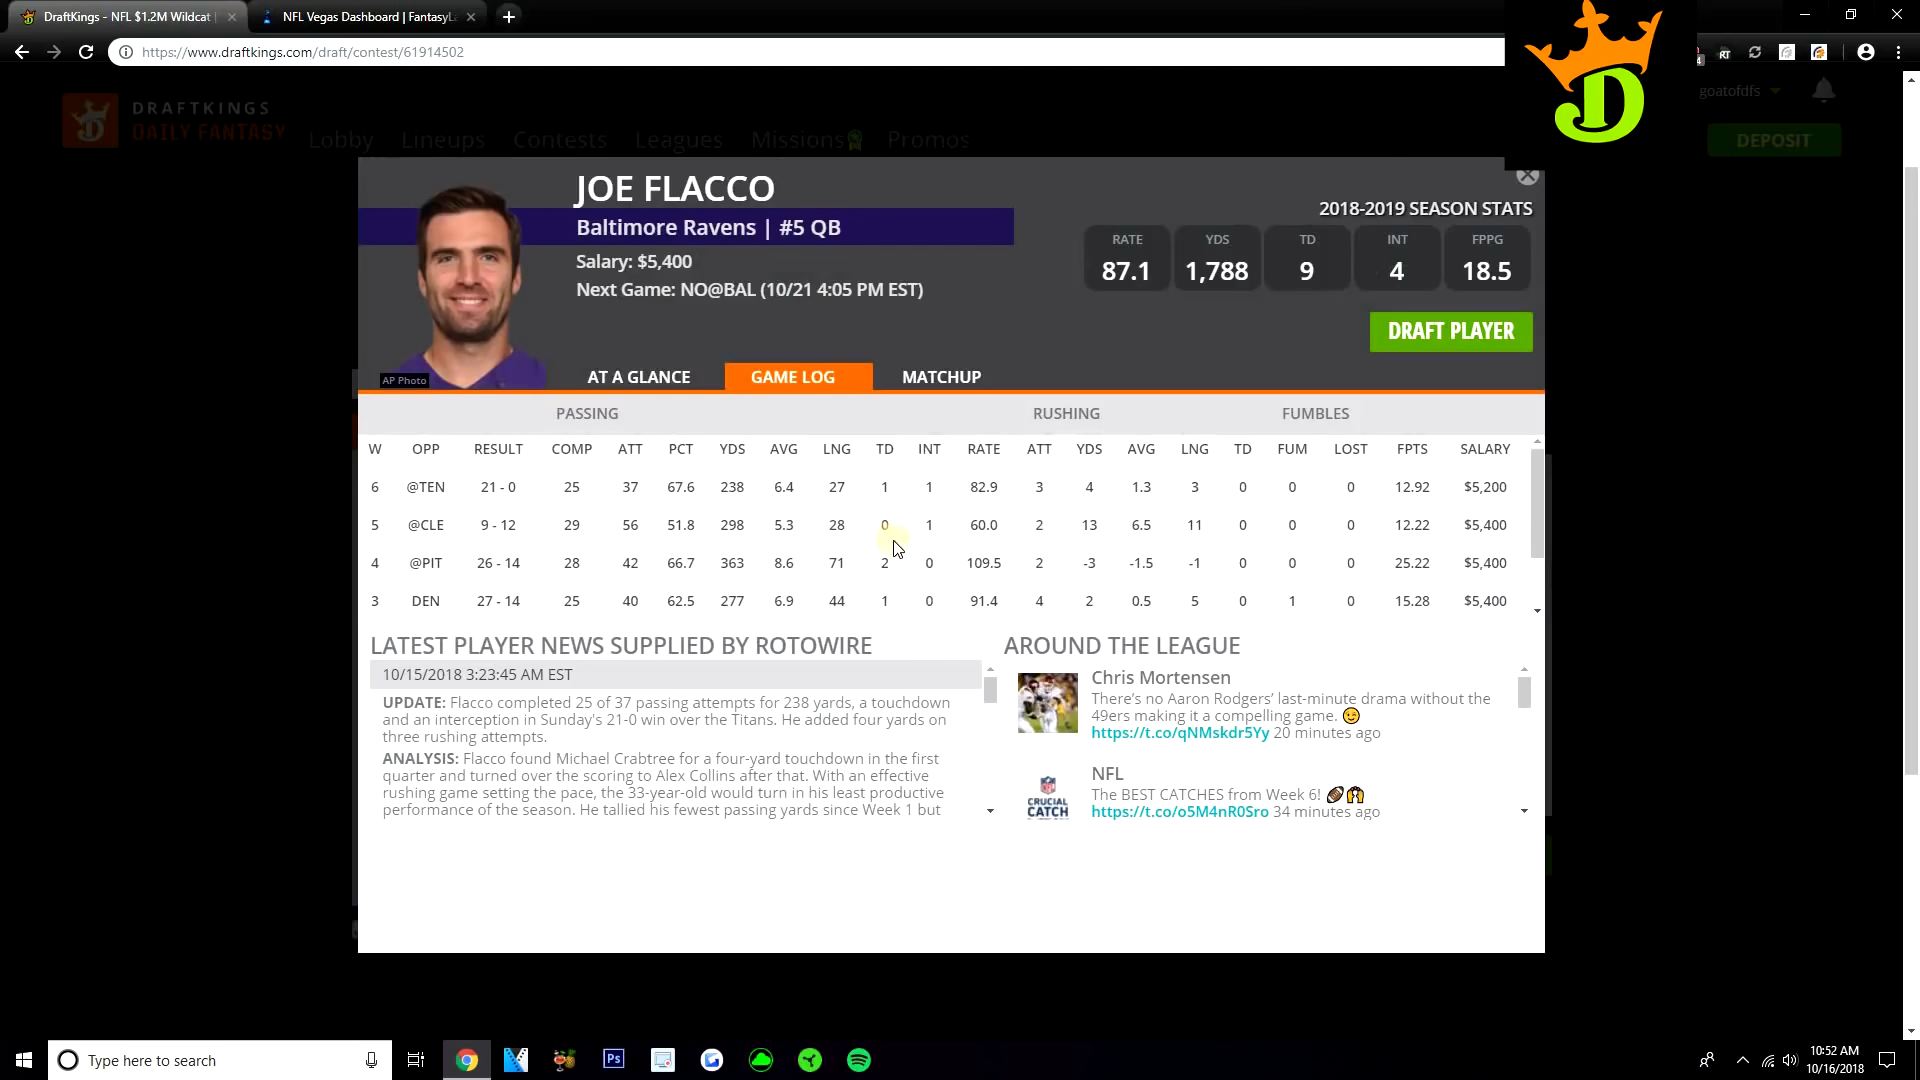 DraftKings - NFL $1.2M Wildcat
NFL Vegas Dashboard | FantasyLa
https://www.draftkings.com/draft/contest/61914502
RT
DRAFTKINGS
DAILY FANTASY
Lobby Lineups Contests Leagues Missions Promos
goatofdfs
DEPOSIT
JOE FLACCO
Baltimore Ravens | #5 QB
Salary: $5,400
Next Game: NO@BAL (10/21 4:05 PM EST)
AP Photo
2018-2019 SEASON STATS
RATE YDS TD INT FPPG
87.1 1,788 9 4 18.5
DRAFT PLAYER
AT A GLANCE GAME LOG MATCHUP
PASSING RUSHING FUMBLES
W OPP RESULT COMP ATT PCT YDS AVG LNG TD INT RATE ATT YDS AVG LNG TD FUM LOST FPTS SALARY
6 @TEN 21 - 0 25 37 67.6 238 6.4 27 1 1 82.9 3 4 1.3 3 0 0 0 12.92 $5,200
5 @CLE 9 - 12 29 56 51.8 298 5.3 28 0 1 60.0 2 13 6.5 11 0 0 0 12.22 $5,400
4 @PIT 26 - 14 28 42 66.7 363 8.6 71 2 0 109.5 2 -3 -1.5 -1 0 0 0 25.22 $5,400
3 DEN 27 - 14 25 40 62.5 277 6.9 44 1 0 91.4 4 2 0.5 5 0 1 0 15.28 $5,400
LATEST PLAYER NEWS SUPPLIED BY ROTOWIRE
10/15/2018 3:23:45 AM EST
UPDATE: Flacco completed 25 of 37 passing attempts for 238 yards, a touchdown
and an interception in Sunday's 21-0 win over the Titans. He added four yards on
three rushing attempts.
ANALYSIS: Flacco found Michael Crabtree for a four-yard touchdown in the first
quarter and turned over the scoring to Alex Collins after that. With an effective
rushing game setting the pace, the 33-year-old would turn in his least productive
performance of the season. He tallied his fewest passing yards since Week 1 but
AROUND THE LEAGUE
Chris Mortensen
There's no Aaron Rodgers' last-minute drama without the
49ers making it a compelling game. 😉
https://t.co/qNMskdr5Yy 20 minutes ago
NFL
The BEST CATCHES from Week 6! 🏈🙌
https://t.co/o5M4nR0Sro 34 minutes ago
CRUCIAL
CATCH
Type here to search
Ps
10:52 AM
10/16/2018